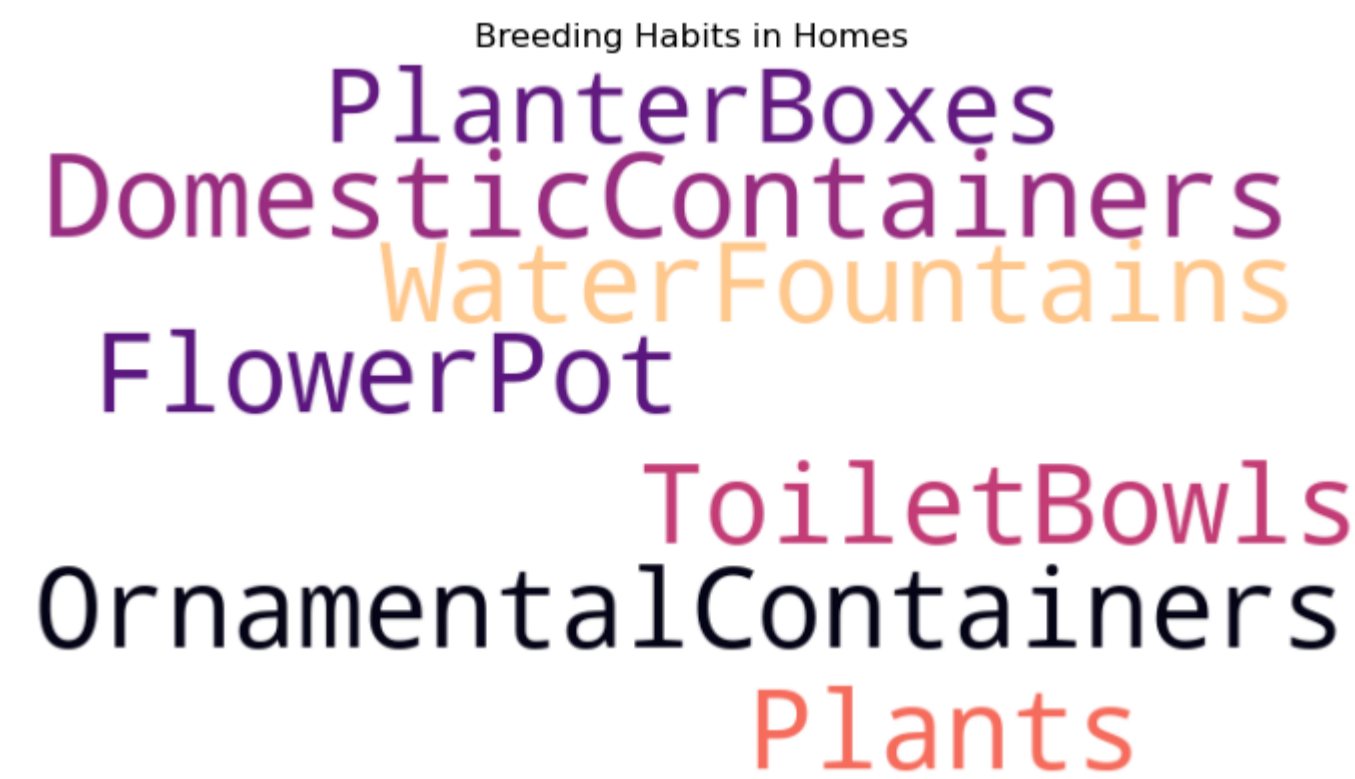 Breeding Habits in Homes
PlanterBoxes
DomesticContainers
WaterFountains
FlowerPot
ToiletBowls
OrnamentalContainers
Plants